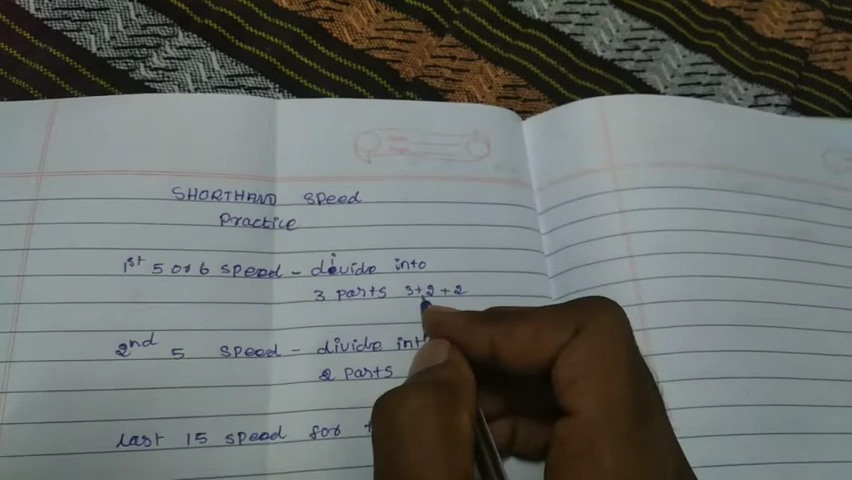 SHORTHAND speed
Practice
1st 5 or 6 speed - divide into
3 parts 3+2+2
2nd 5 speed - divide
2 parts
last 15 speed for